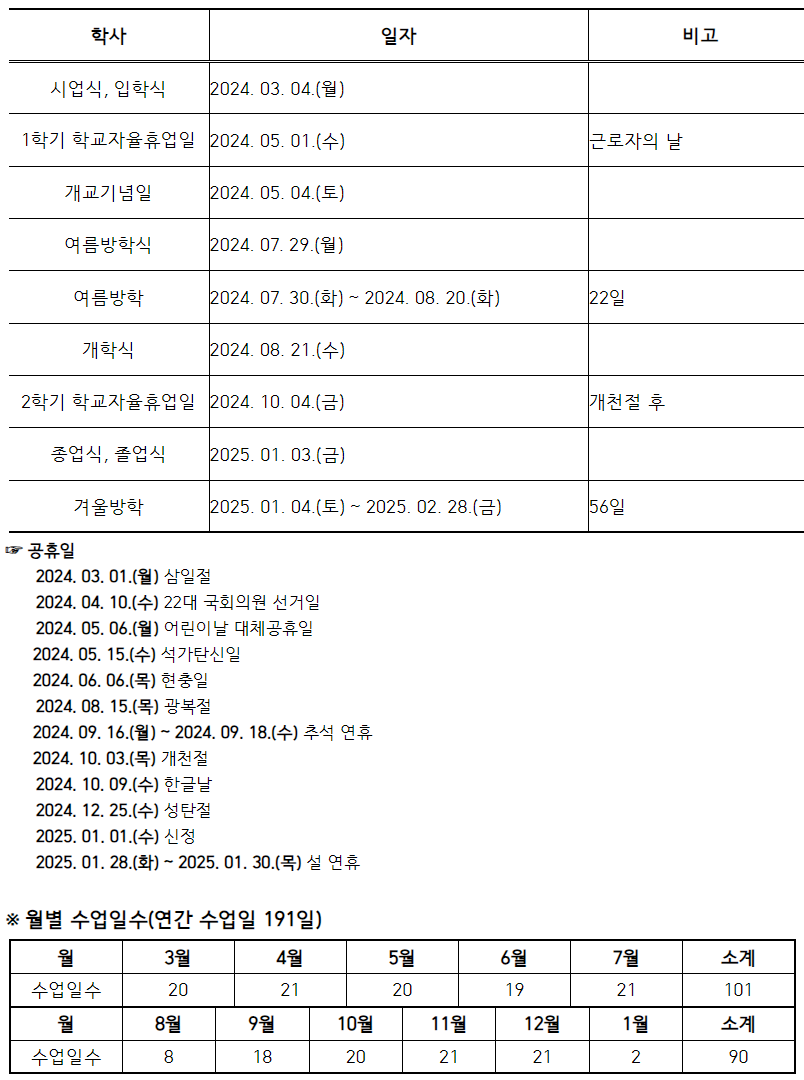 학사 일자 비고
시업식, 입학식 2024. 03. 04.(월)
1학기 학교자율휴업일 2024. 05. 01.(수) 근로자의 날
개교기념일 2024. 05. 04.(토)
여름방학식 2024. 07. 29.(월)
여름방학 2024. 07. 30.(화) ~ 2024. 08. 20.(화) 22일
개학식 2024. 08. 21.(수)
2학기 학교자율휴업일 2024. 10. 04.(금) 개천절 후
종업식, 졸업식 2025. 01. 03.(금)
겨울방학 2025. 01. 04.(토) ~ 2025. 02. 28.(금) 56일
☞ 공휴일
2024. 03. 01.(월) 삼일절
2024. 04. 10.(수) 22대 국회의원 선거일
2024. 05. 06.(월) 어린이날 대체공휴일
2024. 05. 15.(수) 석가탄신일
2024. 06. 06.(목) 현충일
2024. 08. 15.(목) 광복절
2024. 09. 16.(월) ~ 2024. 09. 18.(수) 추석 연휴
2024. 10. 03.(목) 개천절
2024. 10. 09.(수) 한글날
2024. 12. 25.(수) 성탄절
2025. 01. 01.(수) 신정
2025. 01. 28.(화) ~ 2025. 01. 30.(목) 설 연휴
※ 월별 수업일수(연간 수업일 191일)
월 3월 4월 5월 6월 7월 소계
수업일수 20 21 20 19 21 101
월 8월 9월 10월 11월 12월 1월 소계
수업일수 8 18 20 21 21 2 90